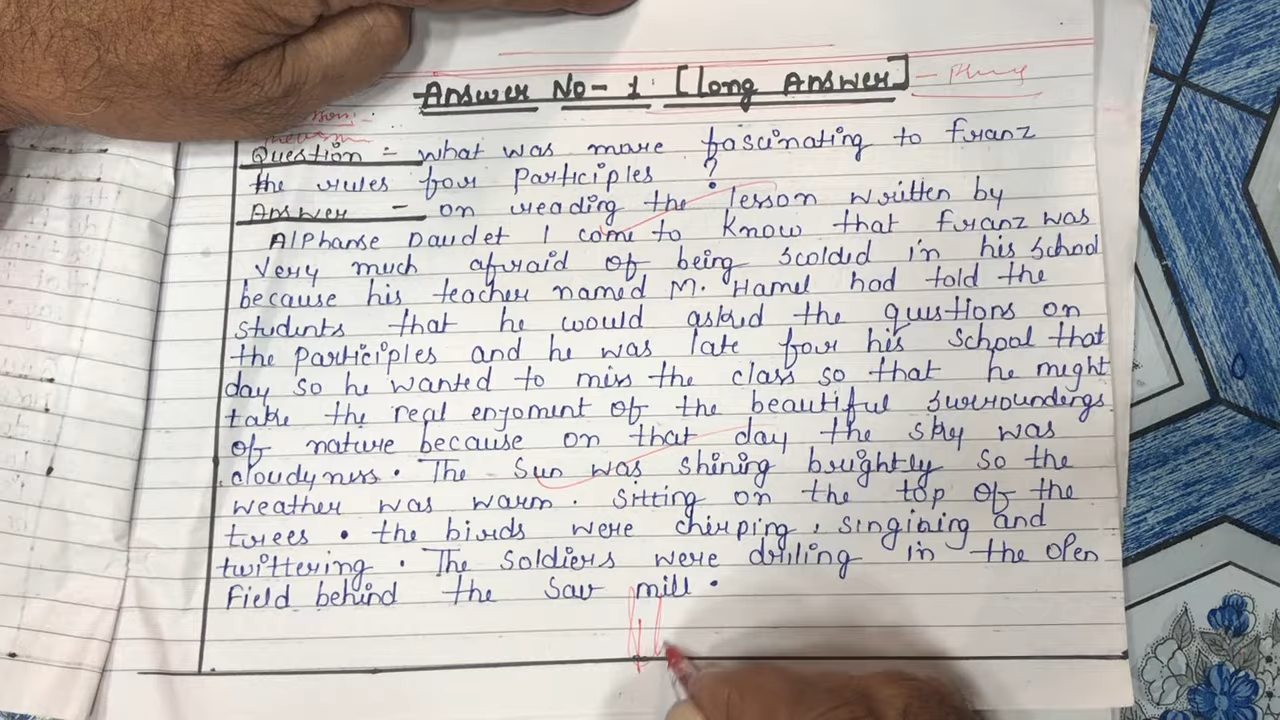 Answer No- 1. [Long Answer]
Question :- What was more fascinating to Franz
the rules for participles ?
Answer - on reading the lesson written by
Alphanse Daudet I come to know that Franz was
very much afraid of being scolded in his school
because his teacher named M. Hamel had told the
students that he would asked the questions on
the participles and he was late for his school that
day so he wanted to miss the class so that he might
take the real enjoment of the beautiful surroundings
of nature because on that day the sky was
cloudyness. The Sun was shining brightly so the
weather was warm. Sitting on the top of the
trees. the birds were chirping, singining and
twittering. The soldiers were drilling in the open
field behind the Saw mill.